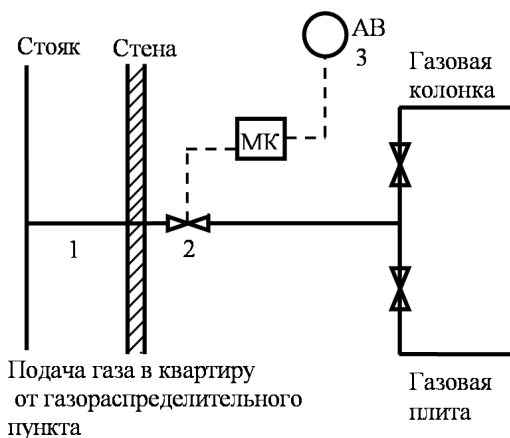 Стояк
Стена
АВ
3
Газовая
колонка
МК
1
2
Подача газа в квартиру
от газораспределительного
пункта
Газовая
плита